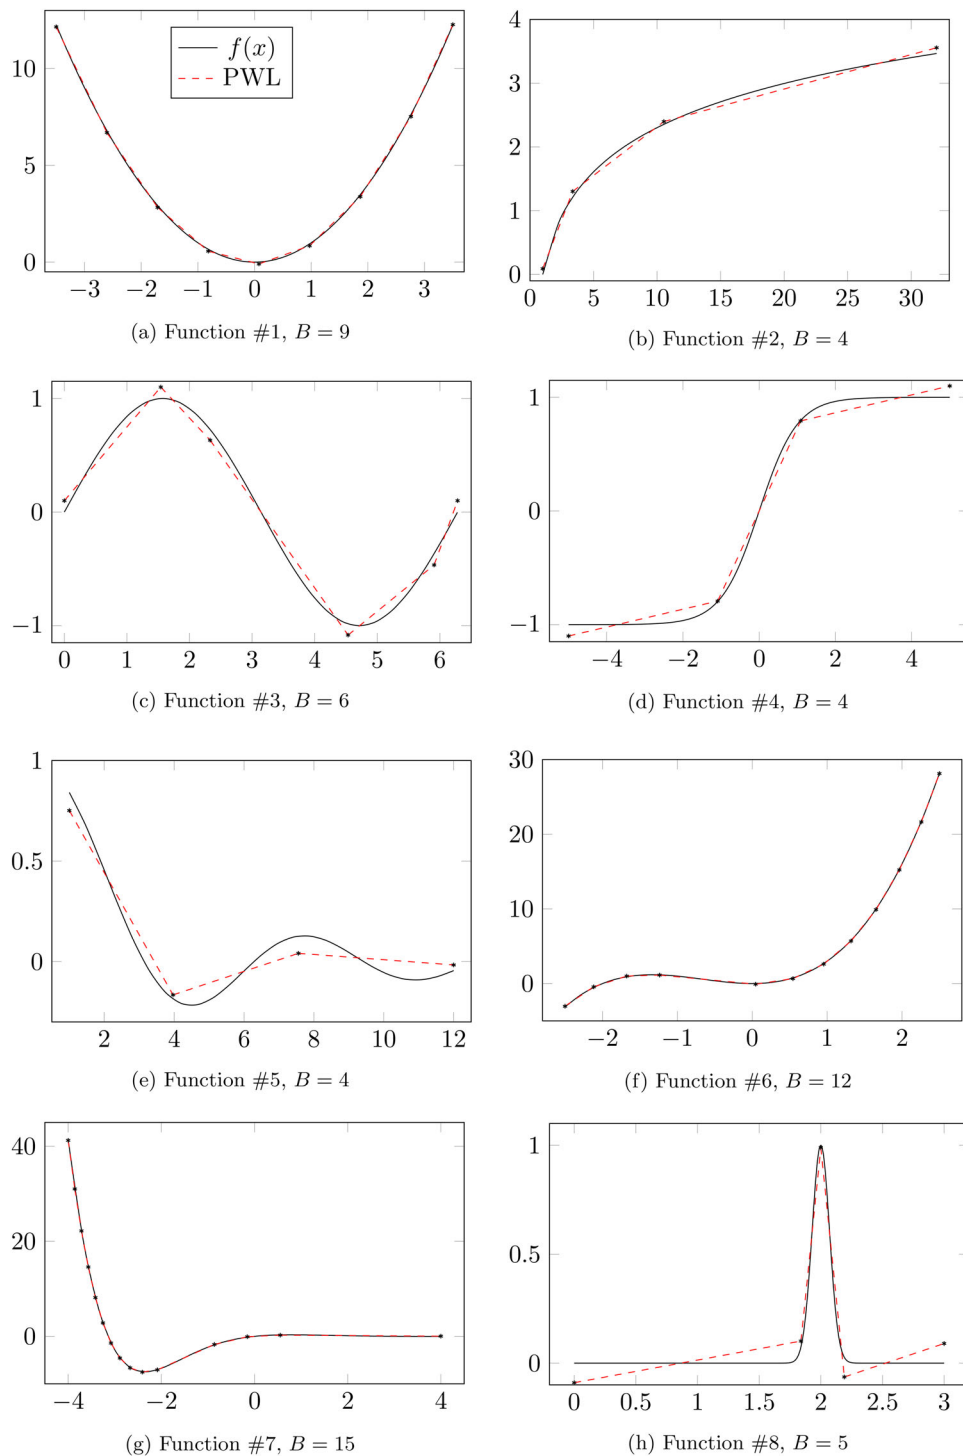 10
5
0
−3 −2 −1 0 1 2 3
f(x)
PWL
(a) Function #1, B = 9
4
3
2
1
0
5 10 15 20 25 30
(b) Function #2, B = 4
1
0
−1
0 1 2 3 4 5 6
(c) Function #3, B = 6
1
0
−1
−4 −2 0 2 4
(d) Function #4, B = 4
1
0.5
0
2 4 6 8 10 12
(e) Function #5, B = 4
30
20
10
0
−2 −1 0 1 2
(f) Function #6, B = 12
40
20
0
−4 −2 0 2 4
(g) Function #7, B = 15
1
0.5
0
0 0.5 1 1.5 2 2.5 3
(h) Function #8, B = 5